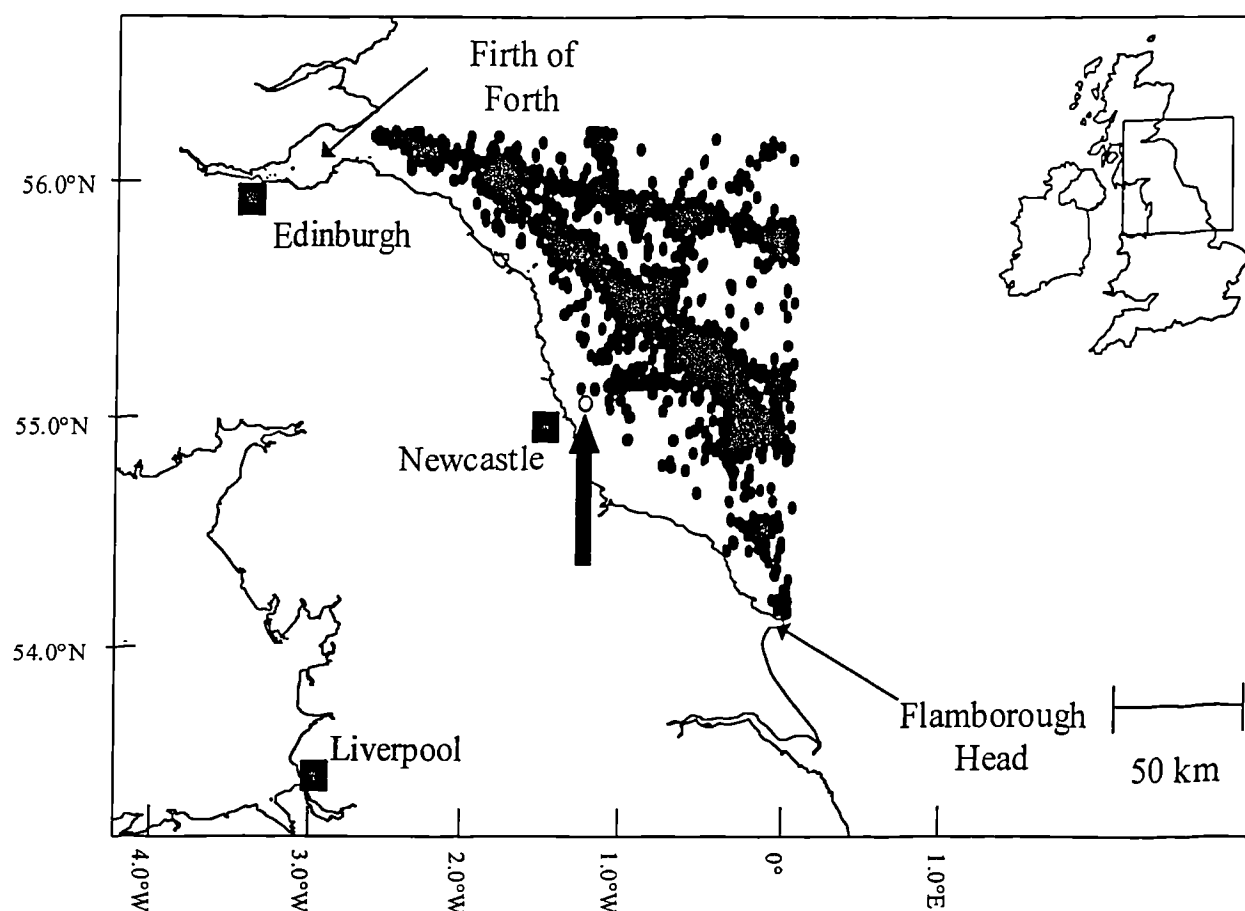 Firth of
Forth
56.0°N
Edinburgh
55.0°N
Newcastle
54.0°N
Flamborough
Head
Liverpool
50 km
4.0°W
3.0°W
2.0°W
1.0°W
0°
1.0°E